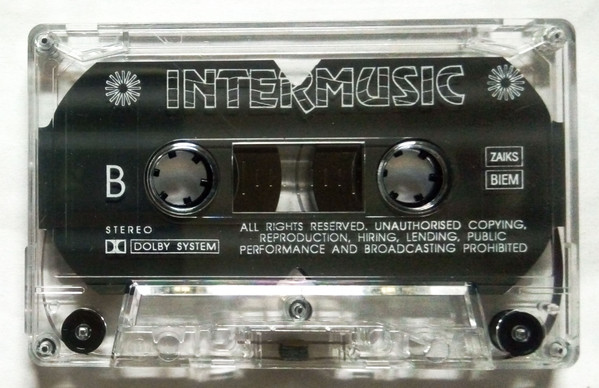 INTERMUSIC
B
ZAIKS
BIEM
STEREO
DOLBY SYSTEM
ALL RIGHTS RESERVED. UNAUTHORISED COPYING,
REPRODUCTION, HIRING, LENDING, PUBLIC
PERFORMANCE AND BROADCASTING PROHIBITED